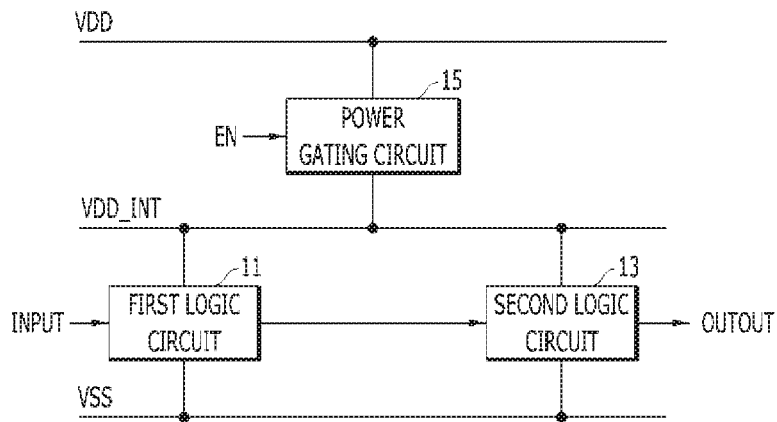 VDD
15
POWER
GATING CIRCUIT
EN
VDD_INT
11
13
INPUT
FIRST LOGIC
CIRCUIT
SECOND LOGIC
CIRCUIT
OUTOUT
VSS